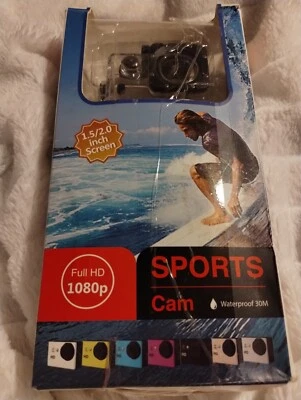 1.5/2.0
inch
Screen
Full HD
1080p
SPORTS
Cam
Waterproof 30M